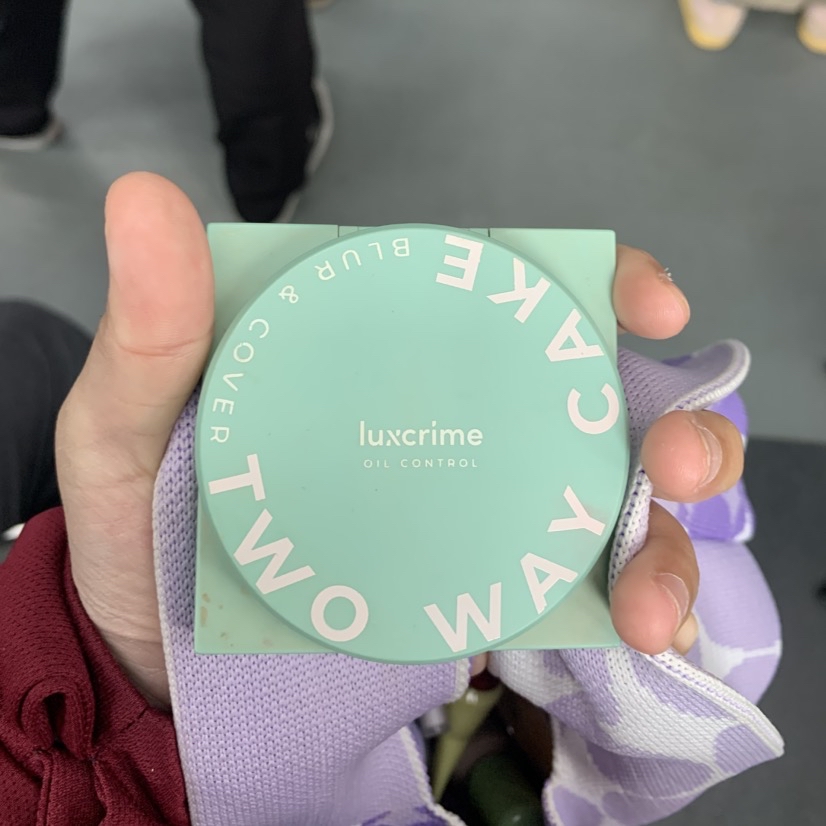 luxcrime
OIL CONTROL
TWO WAY CAKE
BLUR & COVER